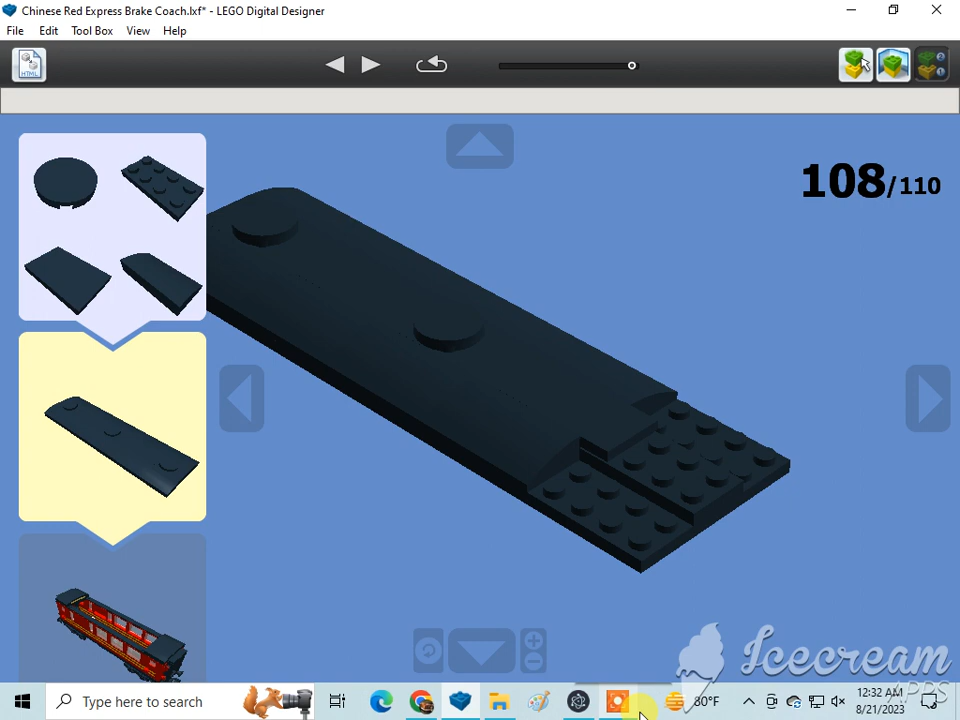 Chinese Red Express Brake Coach.lxf* - LEGO Digital Designer
File Edit Tool Box View Help
HTML
108/110
Icecream
APPS
Type here to search
80°F
12:32 AM
8/21/2023